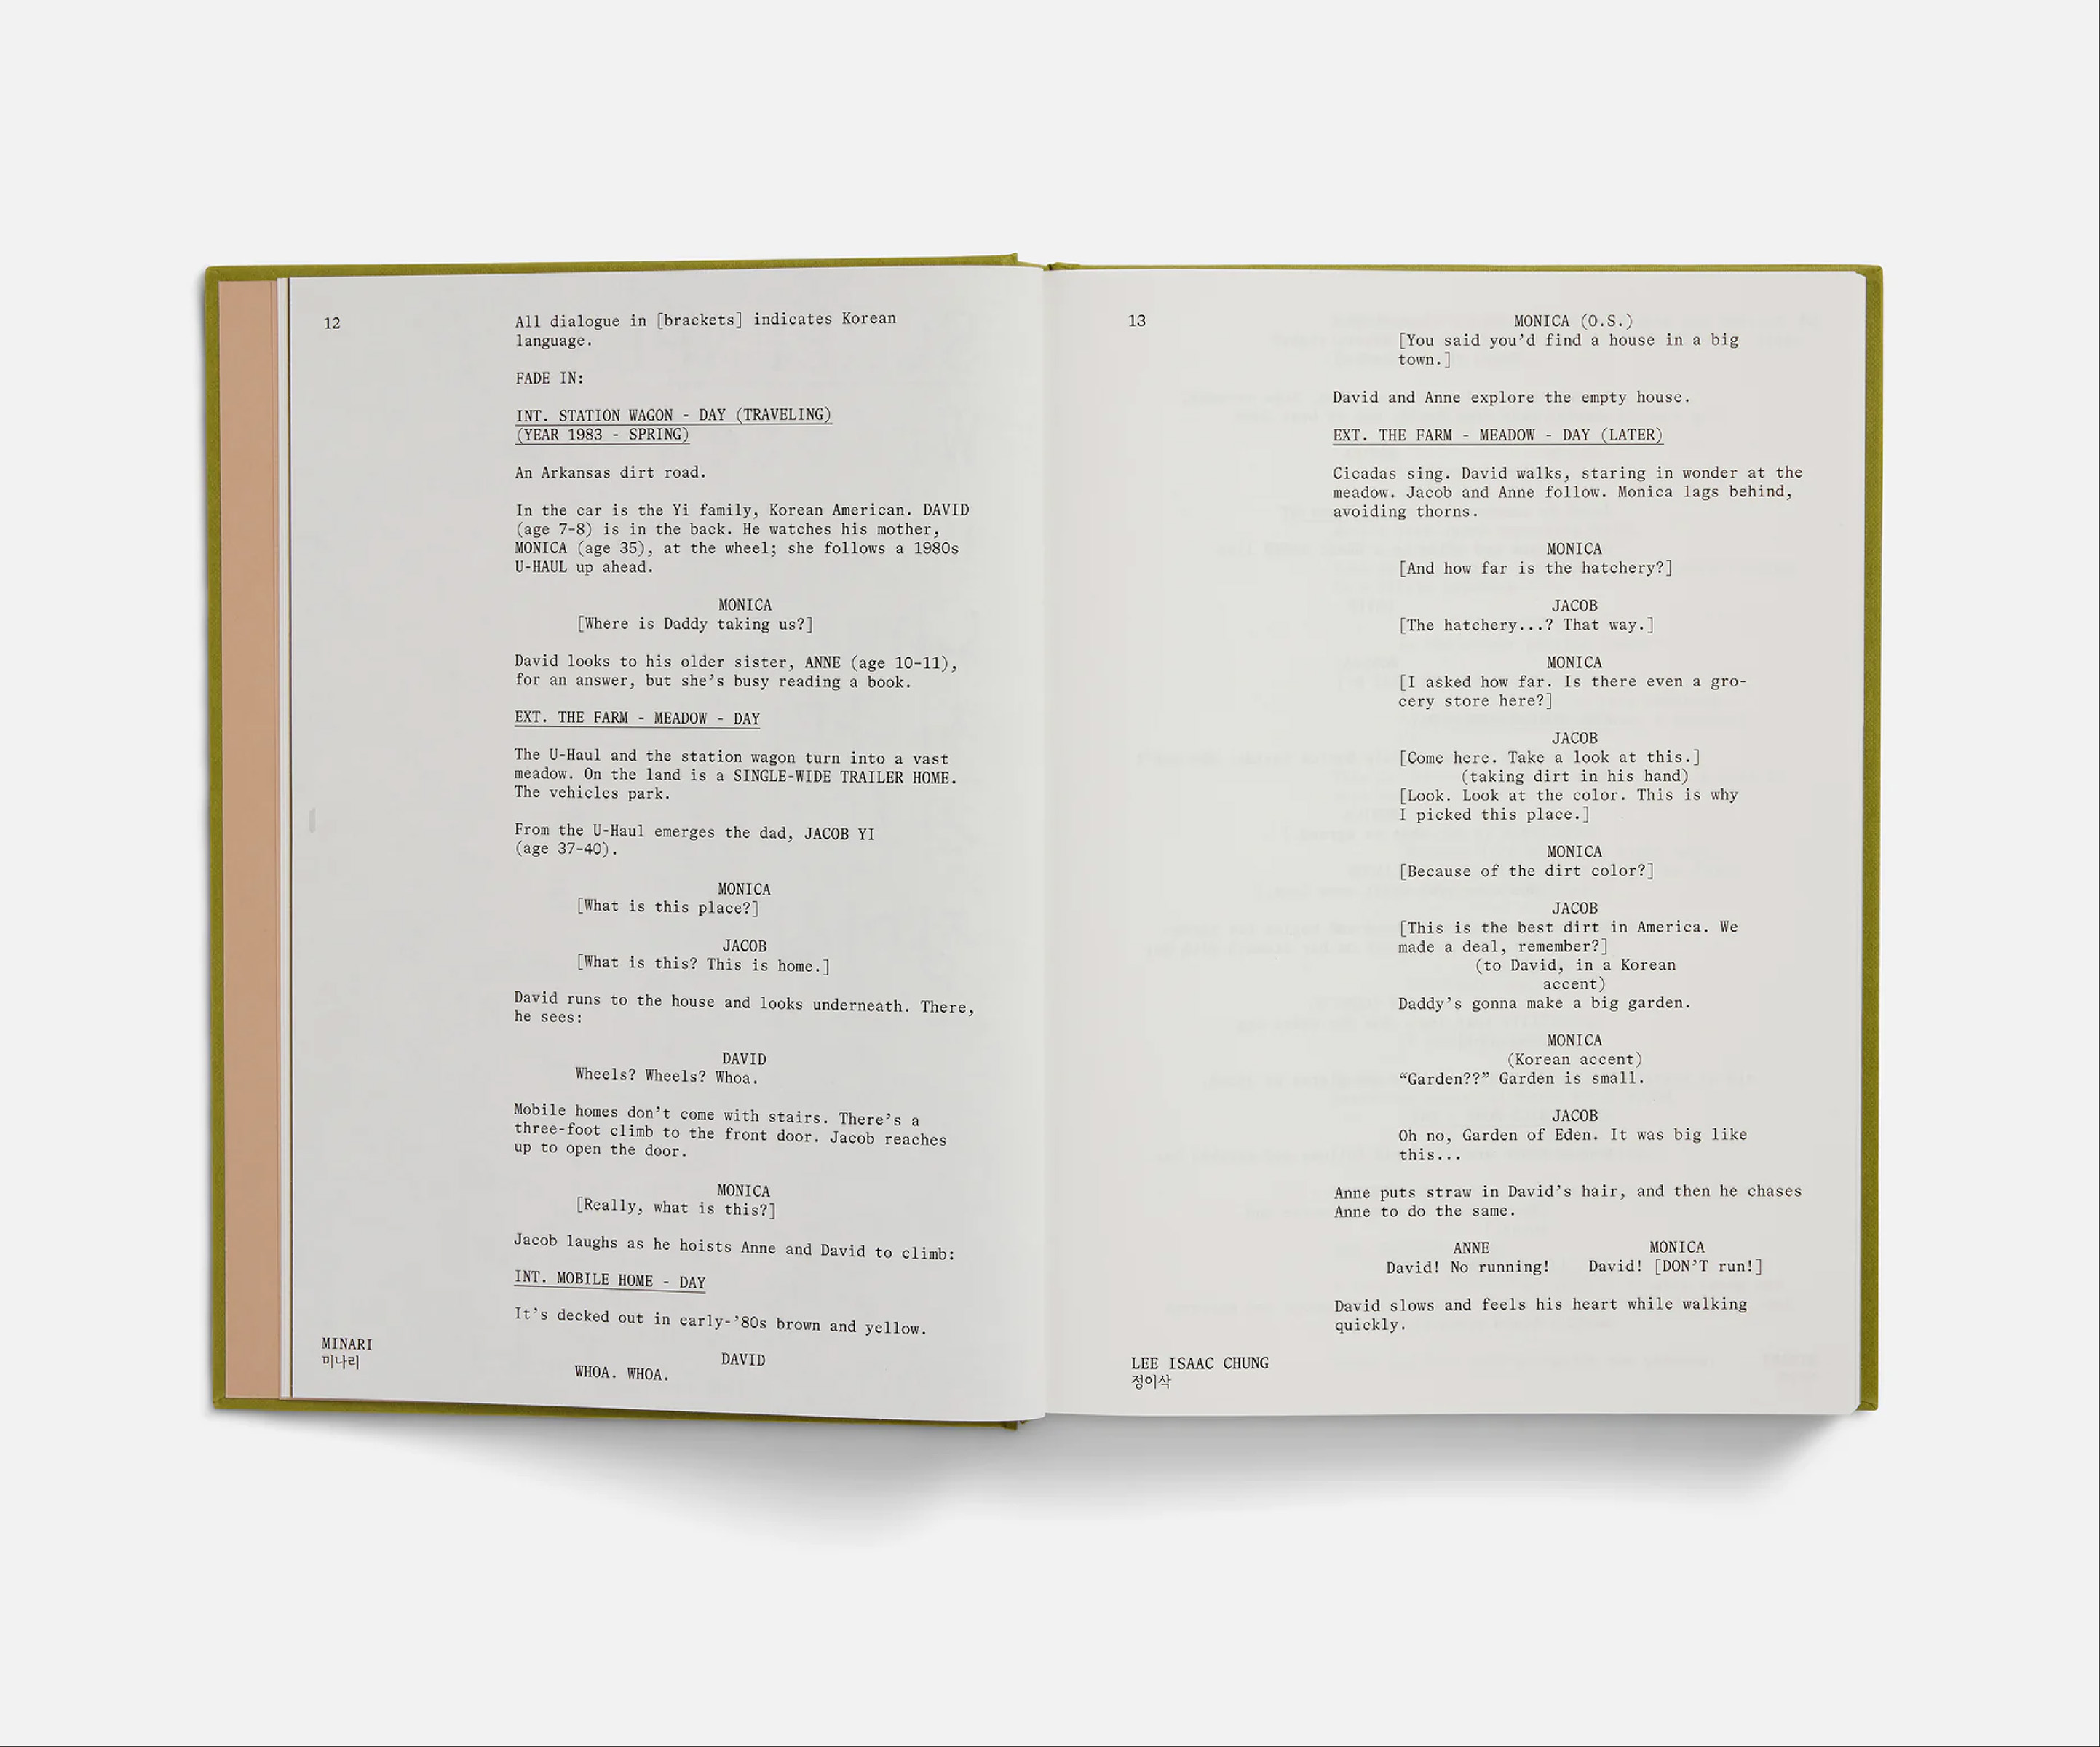 12
All dialogue in [brackets] indicates Korean
language.
FADE IN:
INT. STATION WAGON - DAY (TRAVELING)
(YEAR 1983 - SPRING)
An Arkansas dirt road.
In the car is the Yi family, Korean American. DAVID
(age 7-8) is in the back. He watches his mother,
MONICA (age 35), at the wheel; she follows a 1980s
U-HAUL up ahead.
MONICA
[Where is Daddy taking us?]
David looks to his older sister, ANNE (age 10-11),
for an answer, but she’s busy reading a book.
EXT. THE FARM - MEADOW - DAY
The U-Haul and the station wagon turn into a vast
meadow. On the land is a SINGLE-WIDE TRAILER HOME.
The vehicles park.
From the U-Haul emerges the dad, JACOB YI
(age 37-40).
MONICA
[What is this place?]
JACOB
[What is this? This is home.]
David runs to the house and looks underneath. There,
he sees:
DAVID
Wheels? Wheels? Whoa.
Mobile homes don’t come with stairs. There’s a
three-foot climb to the front door. Jacob reaches
up to open the door.
MONICA
[Really, what is this?]
Jacob laughs as he hoists Anne and David to climb:
INT. MOBILE HOME - DAY
It’s decked out in early-’80s brown and yellow.
DAVID
WHOA. WHOA.
MINARI
미나리
13
MONICA (O.S.)
[You said you’d find a house in a big
town.]
David and Anne explore the empty house.
EXT. THE FARM - MEADOW - DAY (LATER)
Cicadas sing. David walks, staring in wonder at the
meadow. Jacob and Anne follow. Monica lags behind,
avoiding thorns.
MONICA
[And how far is the hatchery?]
JACOB
[The hatchery...? That way.]
MONICA
[I asked how far. Is there even a gro-
cery store here?]
JACOB
[Come here. Take a look at this.]
(taking dirt in his hand)
[Look. Look at the color. This is why
I picked this place.]
MONICA
[Because of the dirt color?]
JACOB
[This is the best dirt in America. We
made a deal, remember?]
(to David, in a Korean
accent)
Daddy’s gonna make a big garden.
MONICA
(Korean accent)
“Garden??” Garden is small.
JACOB
Oh no, Garden of Eden. It was big like
this...
Anne puts straw in David’s hair, and then he chases
Anne to do the same.
ANNE MONICA
David! No running! David! [DON’T run!]
David slows and feels his heart while walking
quickly.
LEE ISAAC CHUNG
정이삭